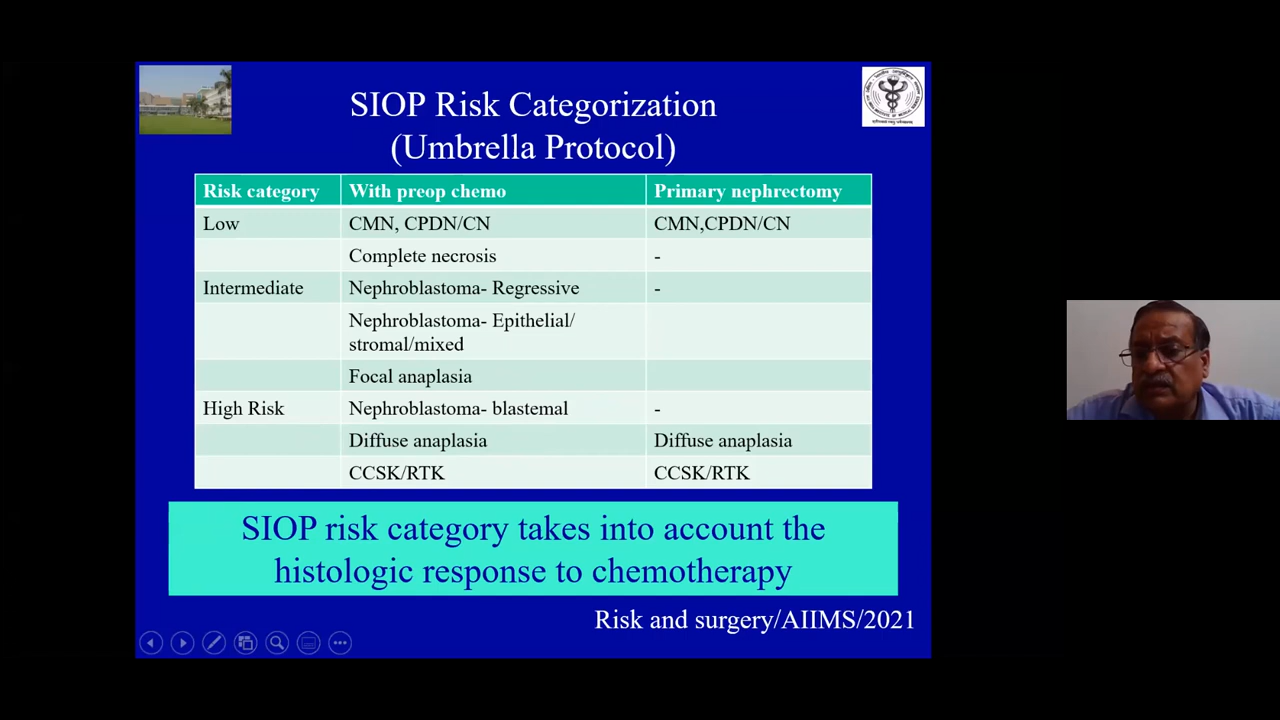 SIOP Risk Categorization
(Umbrella Protocol)
Risk category With preop chemo Primary nephrectomy
Low CMN, CPDN/CN CMN,CPDN/CN
Complete necrosis -
Intermediate Nephroblastoma- Regressive -
Nephroblastoma- Epithelial/
stromal/mixed
Focal anaplasia
High Risk Nephroblastoma- blastemal -
Diffuse anaplasia Diffuse anaplasia
CCSK/RTK CCSK/RTK
SIOP risk category takes into account the
histologic response to chemotherapy
Risk and surgery/AIIMS/2021